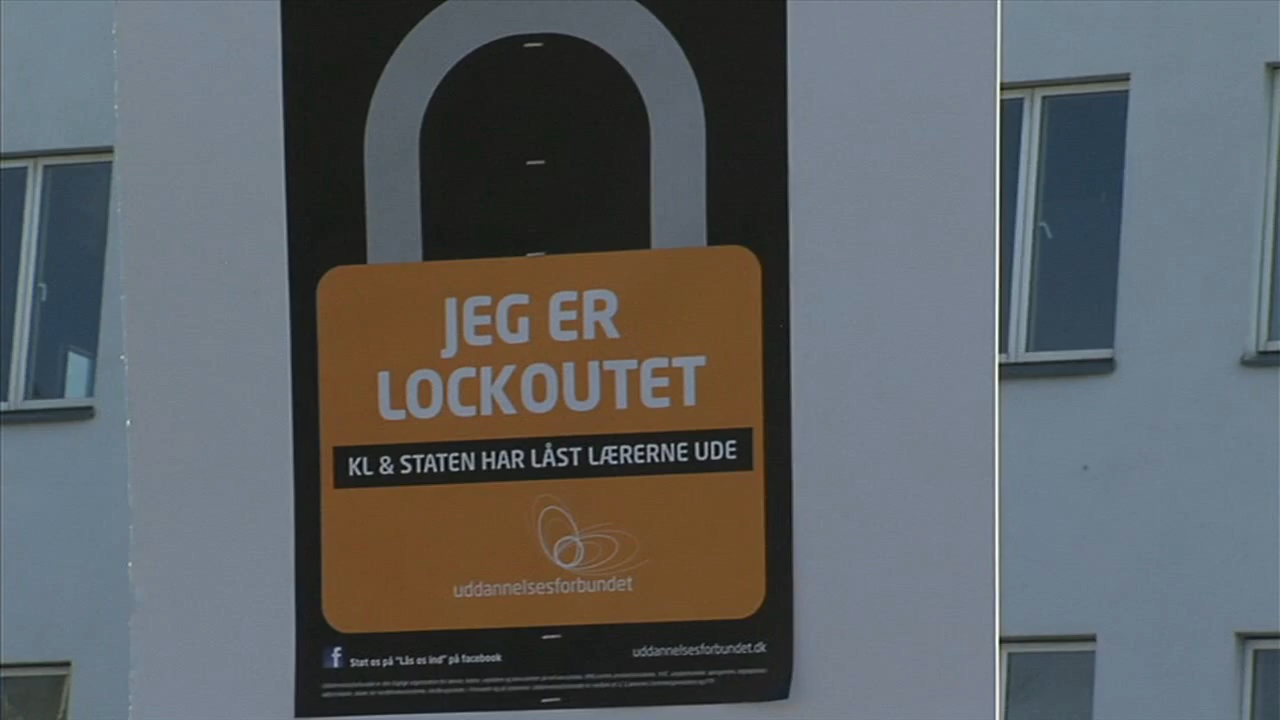 JEG ER
LOCKOUTET
KL & STATEN HAR LÅST LÆRERNE UDE
uddannelsesforbundet
f Støt os på "Lås os ind" på facebook
uddannelsesforbundet.dk